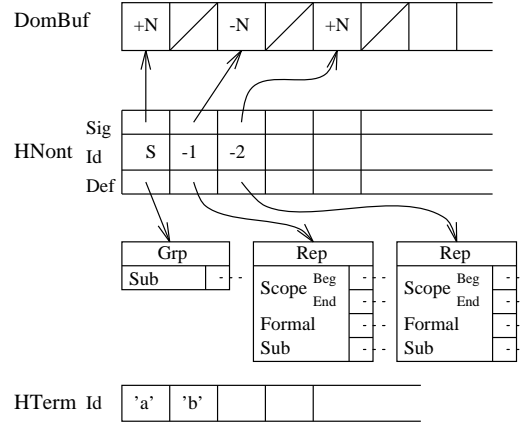 DomBuf +N -N +N
Sig
HNont Id S -1 -2
Def
Grp Rep Rep
Sub - - -
Scope Beg - - - Scope Beg - - -
End - - - End - - -
Formal - - - Formal - - -
Sub - - - Sub - - -
HTerm Id 'a' 'b'